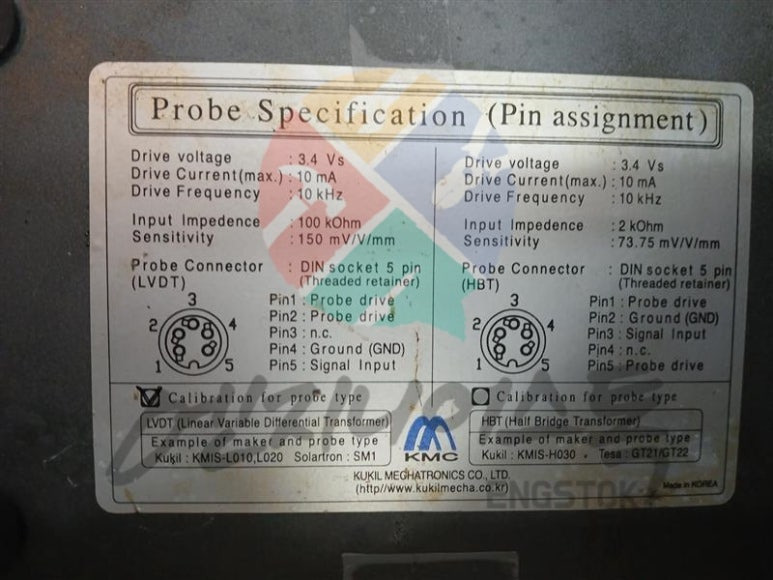 Probe Specification (Pin assignment)
Drive voltage : 3.4 Vs
Drive Current(max.) : 10 mA
Drive Frequency : 10 kHz
Input Impedence : 100 kOhm
Sensitivity : 150 mV/V/mm
Probe Connector : DIN socket 5 pin
(LVDT) (Threaded retainer)
3
2 4
1 5
Pin1 : Probe drive
Pin2 : Probe drive
Pin3 : n.c.
Pin4 : Ground (GND)
Pin5 : Signal Input
Calibration for probe type
LVDT (Linear Variable Differential Transformer)
Example of maker and probe type
Kukil : KMIS-L010,L020 Solartron : SM1
Drive voltage : 3.4 Vs
Drive Current(max.) : 10 mA
Drive Frequency : 10 kHz
Input Impedence : 2 kOhm
Sensitivity : 73.75 mV/V/mm
Probe Connector : DIN socket 5 pin
(HBT) (Threaded retainer)
3
2 4
1 5
Pin1 : Probe drive
Pin2 : Ground (GND)
Pin3 : Signal Input
Pin4 : n.c.
Pin5 : Probe drive
Calibration for probe type
HBT (Half Bridge Transformer)
Example of maker and probe type
Kukil : KMIS-H030 Tesa : GT21/GT22
KMC
KUKIL MECHATRONICS CO., LTD.
(http//www.kukilmecha.co.kr)
Made in KOREA